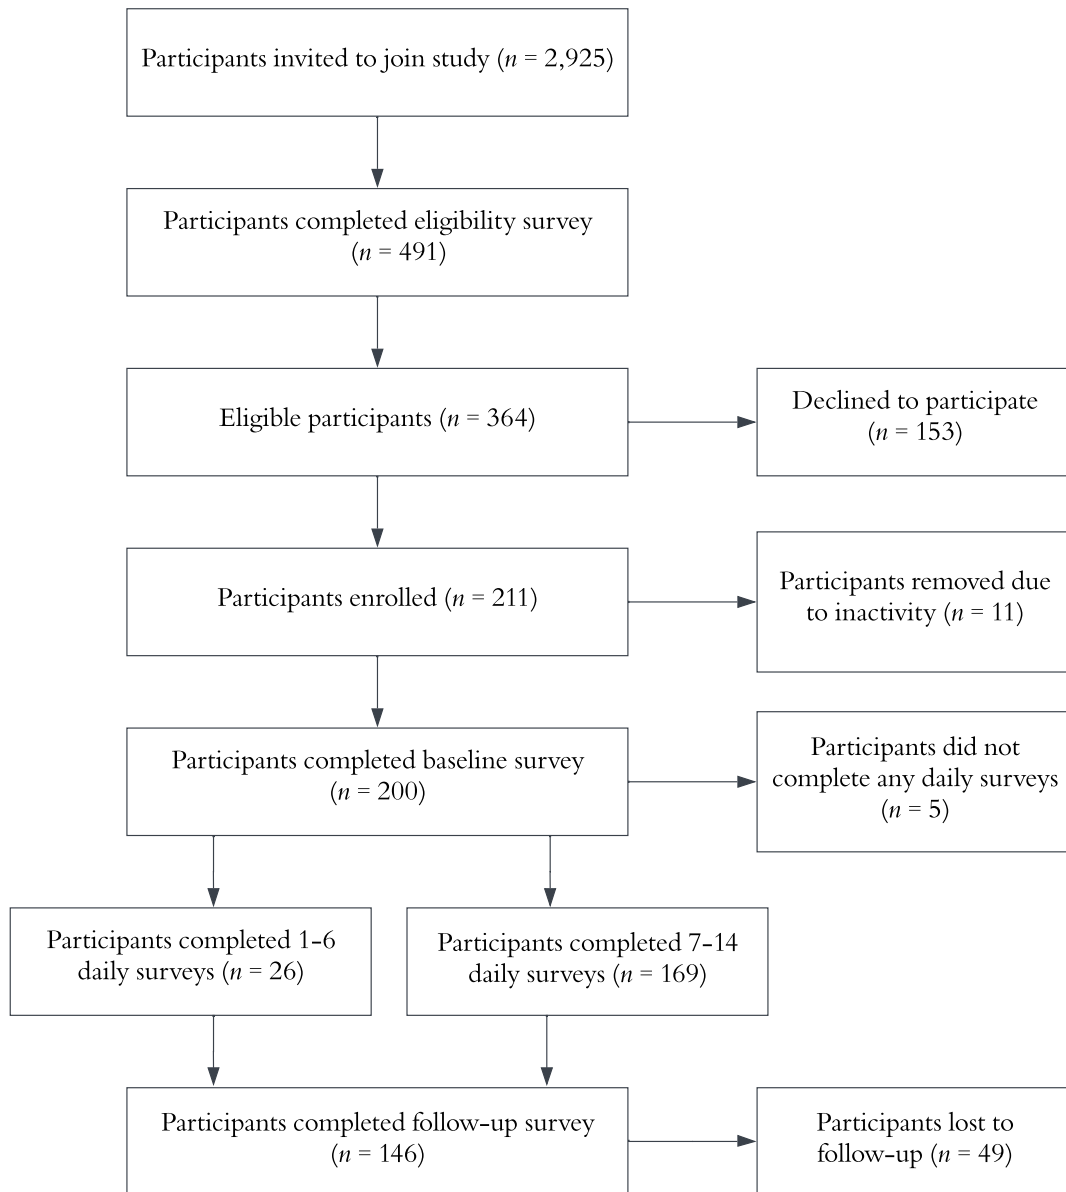 Participants invited to join study (n = 2,925)
Participants completed eligibility survey
(n = 491)
Eligible participants (n = 364)
Declined to participate
(n = 153)
Participants enrolled (n = 211)
Participants removed due
to inactivity (n = 11)
Participants completed baseline survey
(n = 200)
Participants did not
complete any daily surveys
(n = 5)
Participants completed 1-6
daily surveys (n = 26)
Participants completed 7-14
daily surveys (n = 169)
Participants completed follow-up survey
(n = 146)
Participants lost to
follow-up (n = 49)